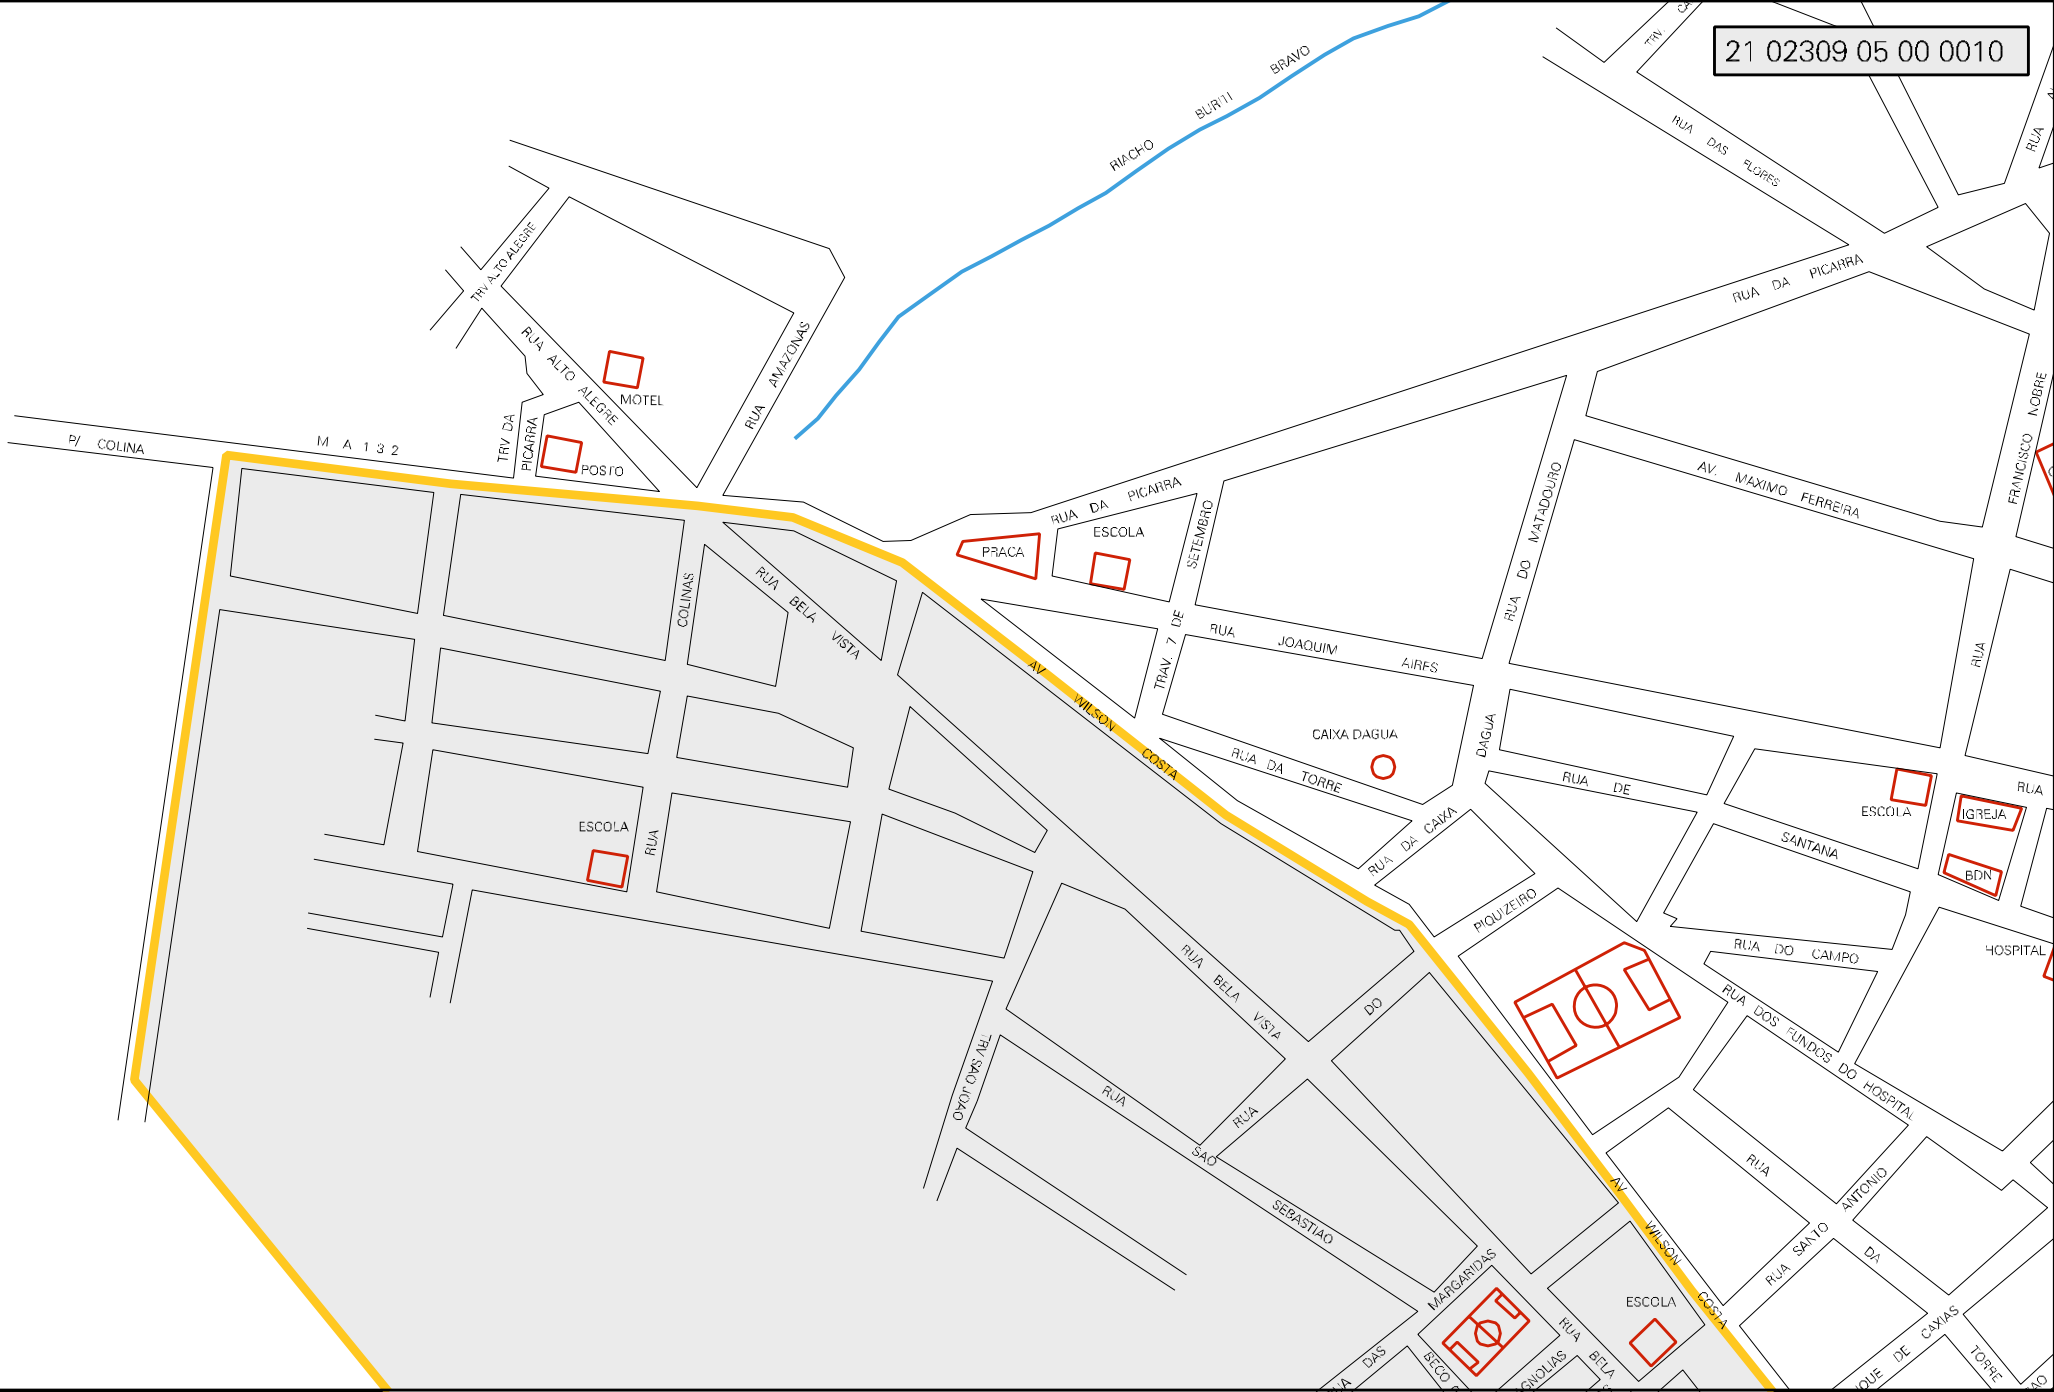 21 02309 05 00 0010
BRAVO
BURITI
RIACHO
RUA DAS FLORES
RUA
TRV ALTO ALEGRE
RUA DA PICARRA
RUA ALTO ALEGRE
RUA AMAZONAS
MOTEL
P/ COLINA
M A 1 3 2
TRV DA PICARRA
POSTO
FRANCISCO NOBRE
RUA
AV. MAXIMO FERREIRA
RUA DA PICARRA
ESCOLA
PRACA
TRAV. 7 DE SETEMBRO
RUA DO MATADOURO
RUA BELA VISTA
COLINAS
RUA
RUA JOAQUIM AIRES
AV WILSON COSTA
CAIXA DAGUA
RUA DA TORRE
RUA DA CAIXA DAGUA
RUA DE SANTANA
RUA
ESCOLA
IGREJA
BDN
ESCOLA
PIQUIZEIRO
RUA DO CAMPO
HOSPITAL
RUA BELA VISTA
RUA DO
RUA DOS FUNDOS DO HOSPITAL
TRV SAO JOAO
RUA SAO SEBASTIAO
RUA DA
TORRE
RUA SANTO ANTONIO
AV WILSON COSTA
MARGARIDAS
DAS
ESCOLA
RUA BELA
BECO
DE CAXIAS